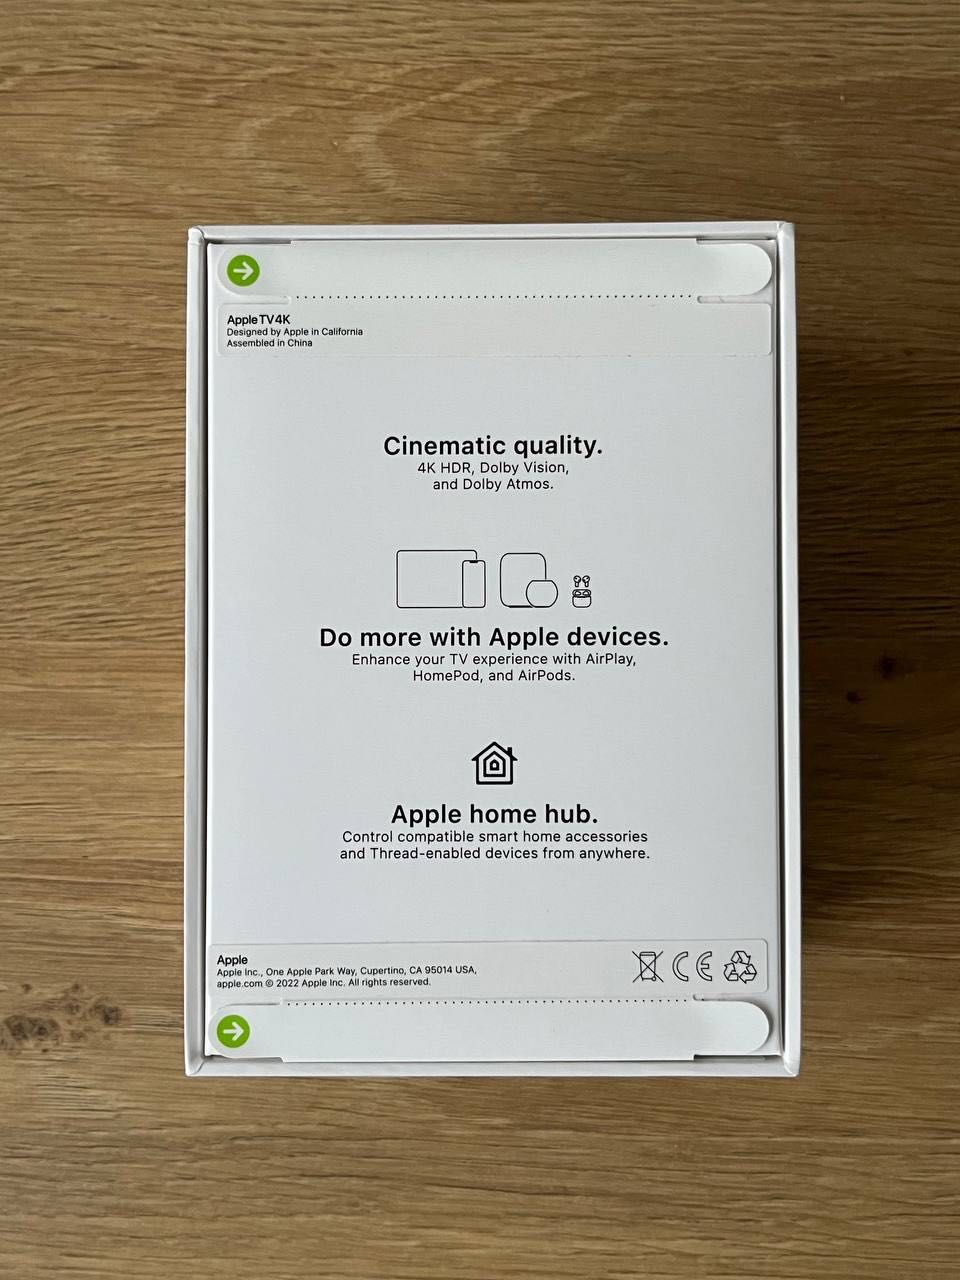 Apple TV 4K
Designed by Apple in California
Assembled in China
Cinematic quality.
4K HDR, Dolby Vision,
and Dolby Atmos.
Do more with Apple devices.
Enhance your TV experience with AirPlay,
HomePod, and AirPods.
Apple home hub.
Control compatible smart home accessories
and Thread-enabled devices from anywhere.
Apple
Apple Inc., One Apple Park Way, Cupertino, CA 95014 USA,
apple.com © 2022 Apple Inc. All rights reserved.